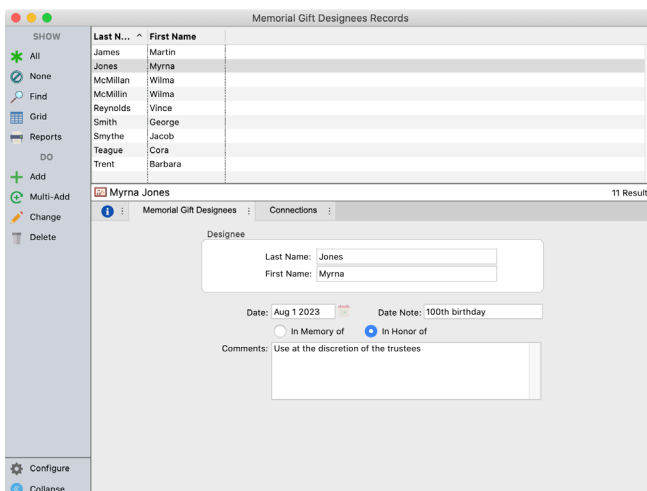 Memorial Gift Designees Records
SHOW
All
None
Find
Grid
Reports
DO
Add
Multi-Add
Change
Delete
Configure
Collapse
Last N... ^ First Name
James Martin
Jones Myrna
McMillan Wilma
McMillin Wilma
Reynolds Vince
Smith George
Smythe Jacob
Teague Cora
Trent Barbara
Myrna Jones 11 Result
Memorial Gift Designees Connections
Designee
Last Name: Jones
First Name: Myrna
Date: Aug 1 2023 Date Note: 100th birthday
In Memory of In Honor of
Comments: Use at the discretion of the trustees